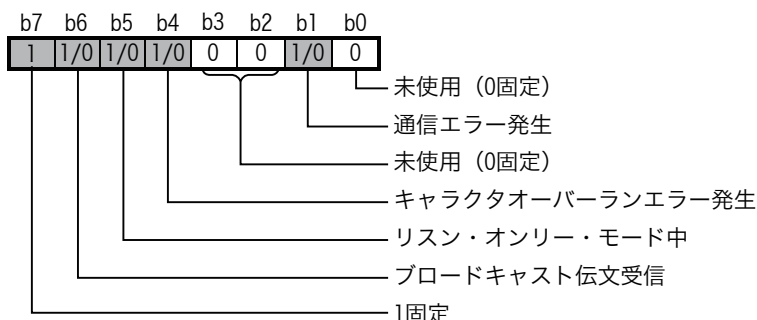 b7 b6 b5 b4 b3 b2 b1 b0
1 1/0 1/0 1/0 0 0 1/0 0
未使用（0固定）
通信エラー発生
未使用（0固定）
キャラクタオーバーランエラー発生
リスン・オンリー・モード中
ブロードキャスト伝文受信
1固定